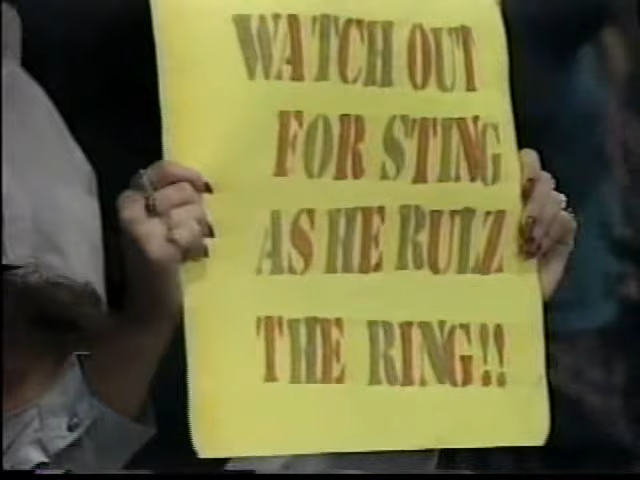 WATCH OUT
FOR STING
AS HE RULZ
THE RING!!